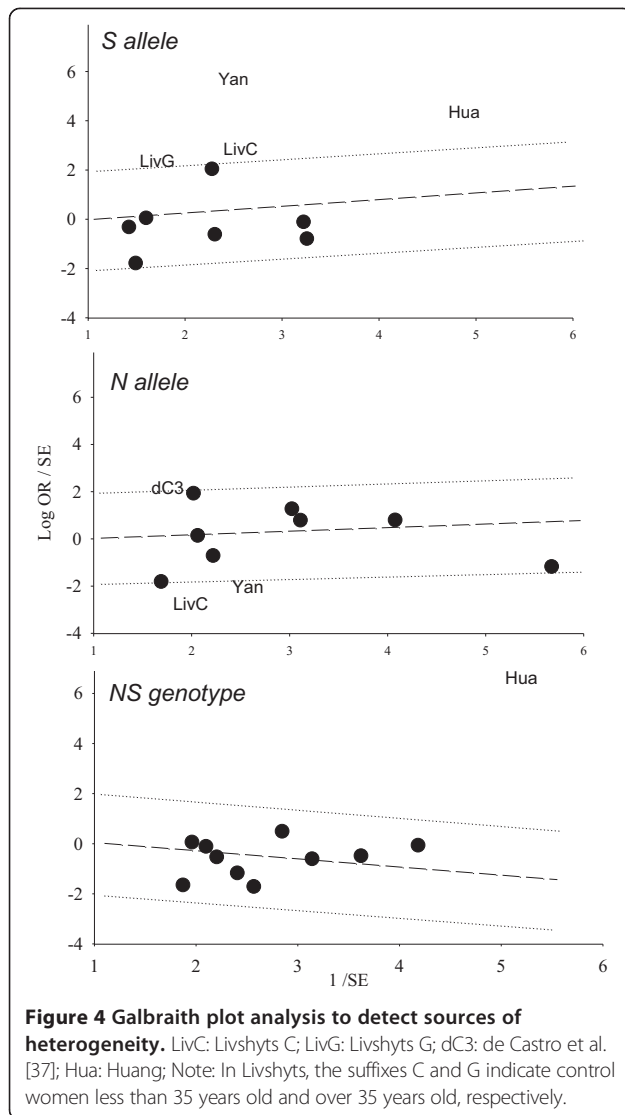 S allele
6
4
2
0
-2
-4
Yan
Hua
LivG
LivC
1 2 3 4 5 6
N allele
6
4
2
0
-2
-4
Log OR / SE
dC3
LivC
Yan
1 2 3 4 5 6
Hua
NS genotype
6
4
2
0
-2
-4
1 2 3 4 5 6
1 /SE
Figure 4 Galbraith plot analysis to detect sources of
heterogeneity. LivC: Livshyts C; LivG: Livshyts G; dC3: de Castro et al.
[37]; Hua: Huang; Note: In Livshyts, the suffixes C and G indicate control
women less than 35 years old and over 35 years old, respectively.